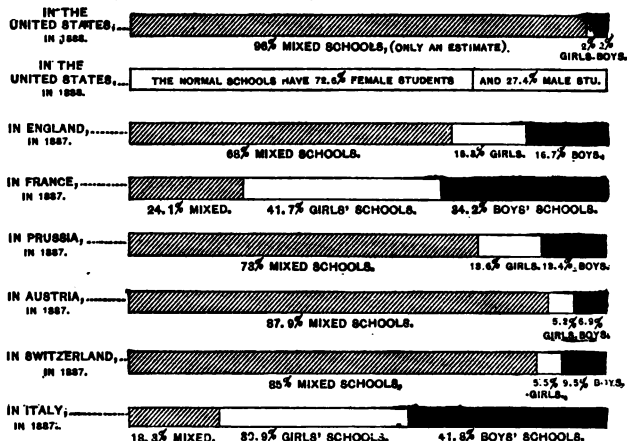 IN THE
UNITED STATES,
IN 1888.
96% MIXED SCHOOLS, (ONLY AN ESTIMATE).
2% 2%
GIRLS. BOYS.
IN THE
UNITED STATES,
IN 1888.
THE NORMAL SCHOOLS HAVE 72.6% FEMALE STUDENTS AND 27.4% MALE STU.
IN ENGLAND,
IN 1887.
68% MIXED SCHOOLS. GIRLS. 16.7% BOYS.
IN FRANCE,
IN 1887.
24.1% MIXED. 41.7% GIRLS' SCHOOLS. 34.2% BOYS' SCHOOLS.
IN PRUSSIA,
IN 1887.
73% MIXED SCHOOLS. 13.6% GIRLS. 13.4% BOYS.
IN AUSTRIA,
IN 1887.
87.9% MIXED SCHOOLS.
5.2% 6.9%
GIRLS. BOYS.
IN SWITZERLAND,
IN 1887.
85% MIXED SCHOOLS, 5.5% 9.5% BOYS,
GIRLS.
IN ITALY,
IN 1887.
18.3% MIXED. 39.9% GIRLS' SCHOOLS. 41.8% BOYS' SCHOOLS.